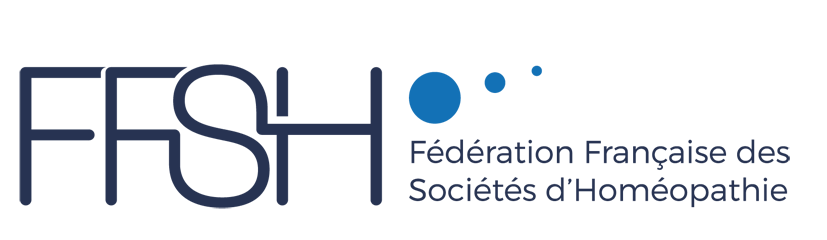 FFSH
Fédération Française des
Sociétés d’Homéopathie